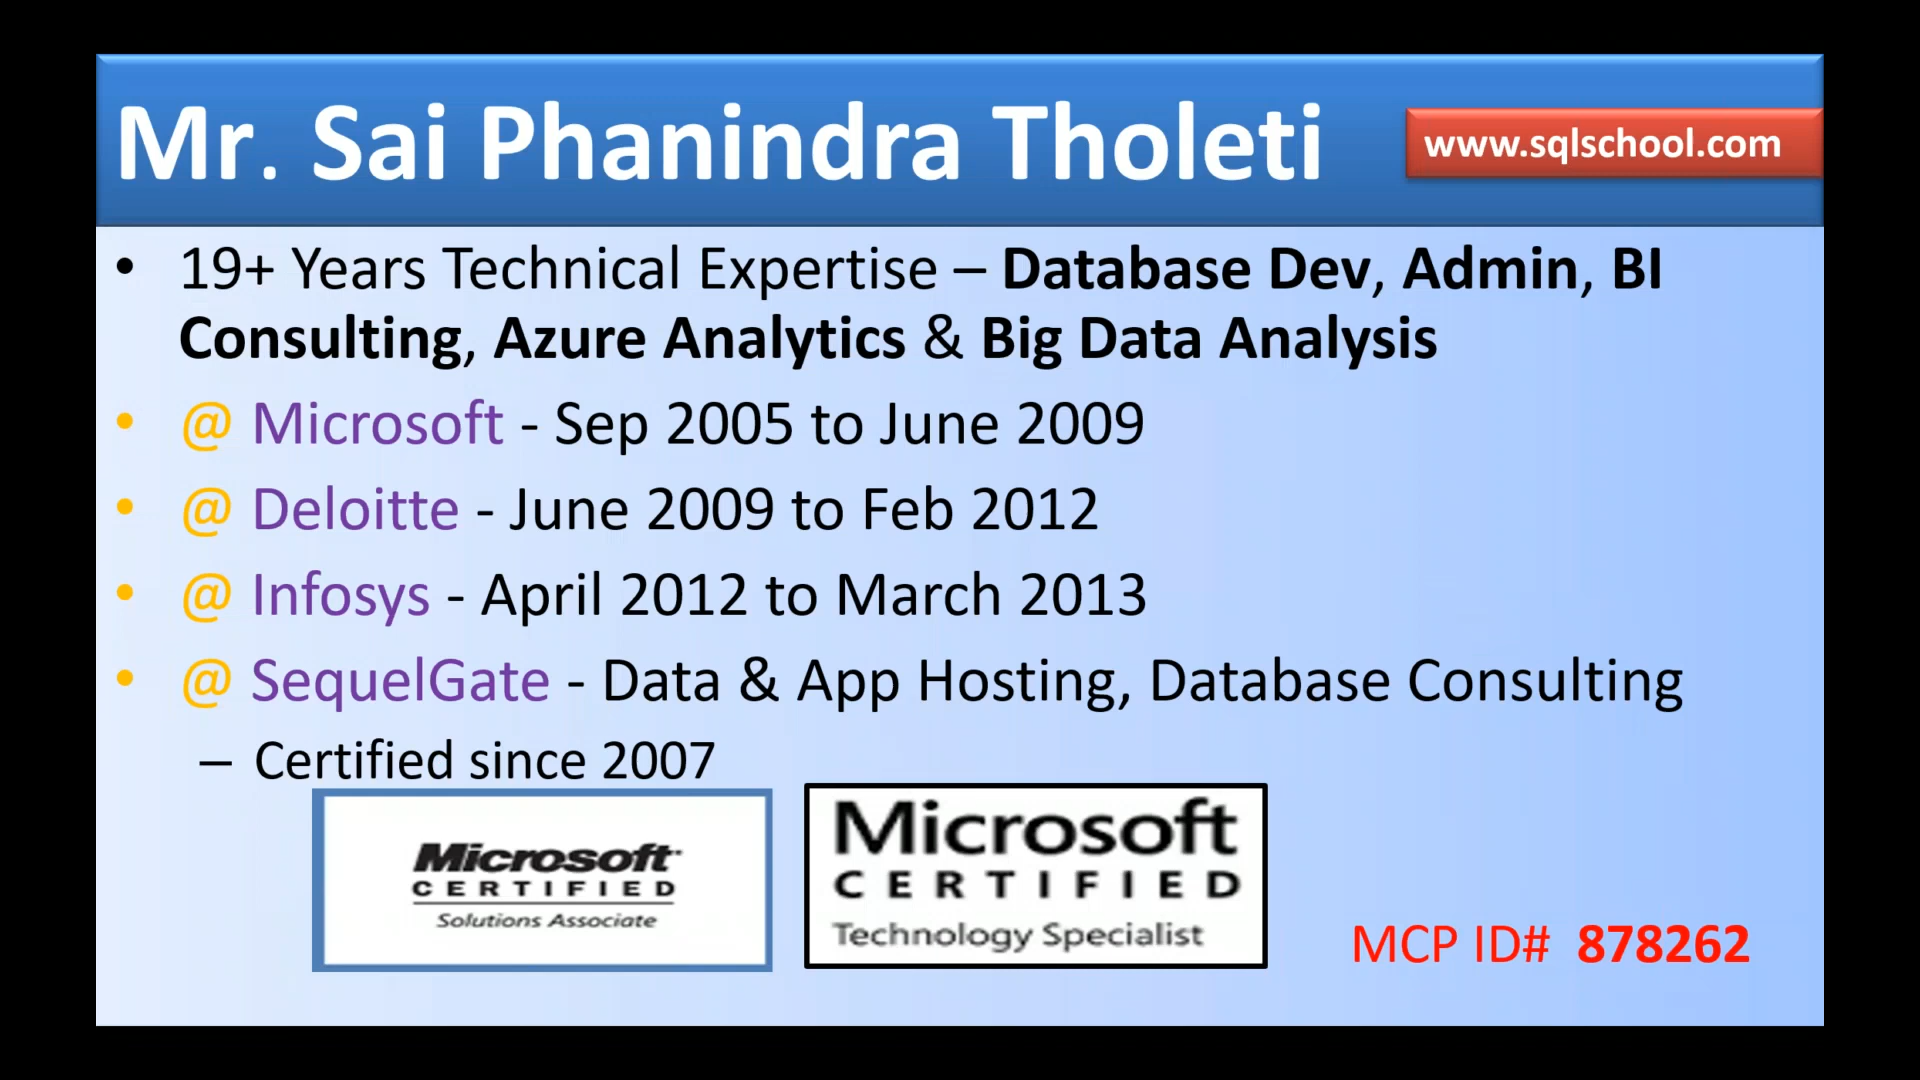 Mr. Sai Phanindra Tholeti
www.sqlschool.com
• 19+ Years Technical Expertise – Database Dev, Admin, BI
Consulting, Azure Analytics & Big Data Analysis
• @ Microsoft - Sep 2005 to June 2009
• @ Deloitte - June 2009 to Feb 2012
• @ Infosys - April 2012 to March 2013
• @ SequelGate - Data & App Hosting, Database Consulting
– Certified since 2007
Microsoft
CERTIFIED
Solutions Associate
Microsoft
CERTIFIED
Technology Specialist
MCP ID# 878262